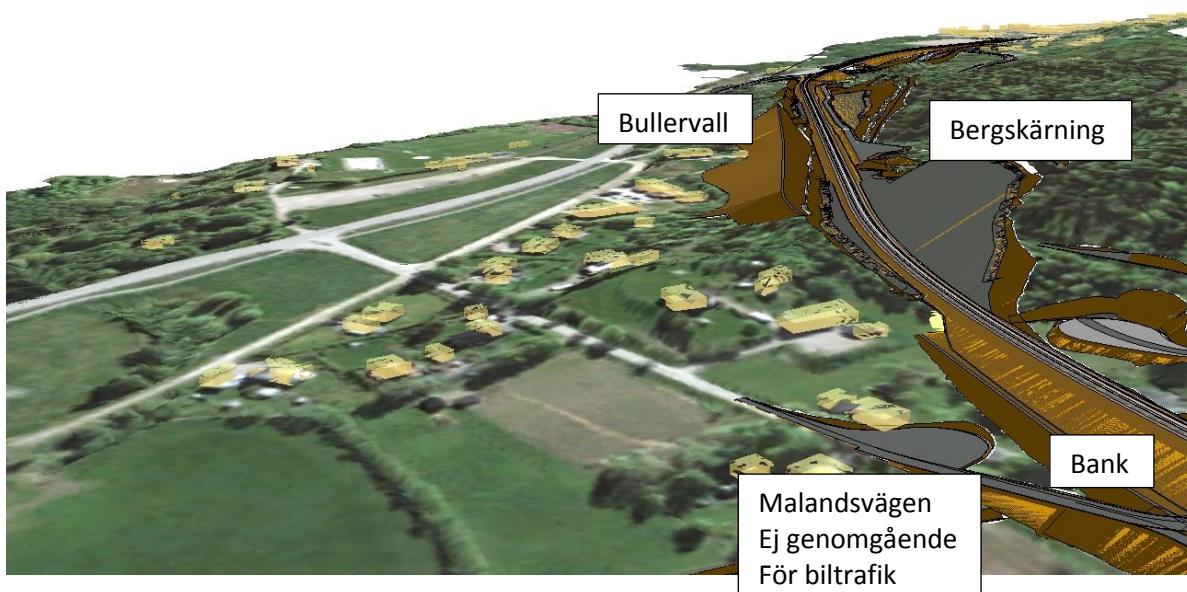 Bullervall
Bergskärning
Bank
Malandsvägen
Ej genomgående
För biltrafik